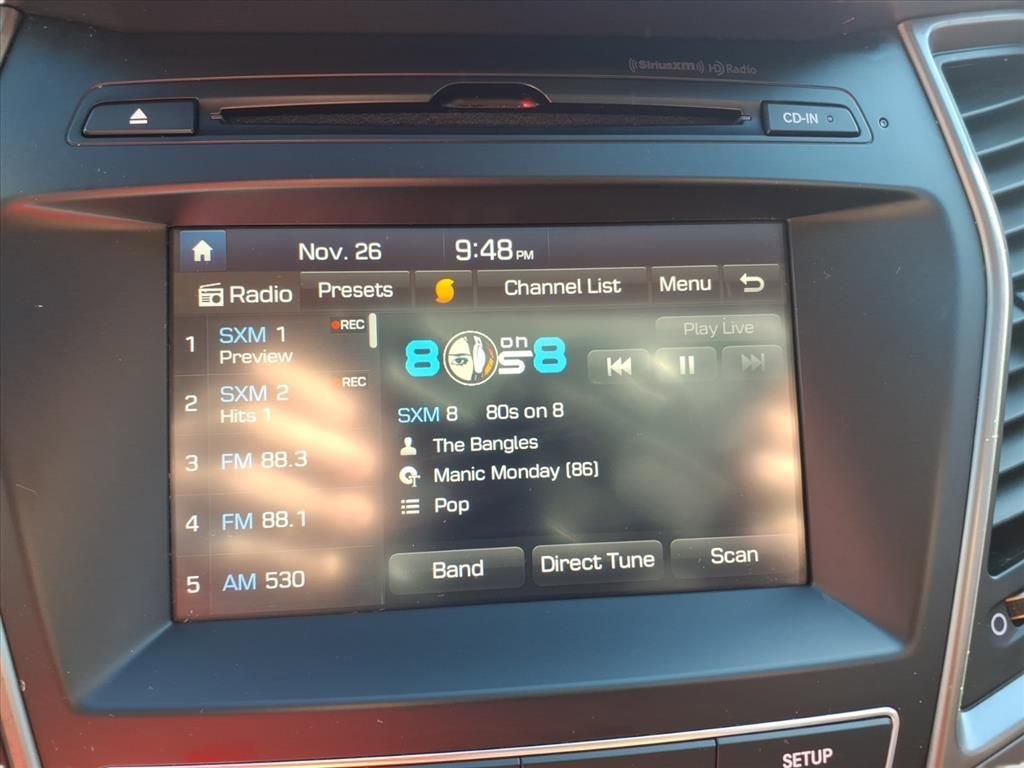 ((SiriusXM)) HD Radio
CD-IN
Nov. 26 9:48 PM
Radio Presets Channel List Menu
1 SXM 1 REC
Preview
2 SXM 2 REC
Hits 1
3 FM 88.3
4 FM 88.1
5 AM 530
8 on 8
Play Live
SXM 8 80s on 8
The Bangles
Manic Monday (86)
Pop
Band Direct Tune Scan
SETUP